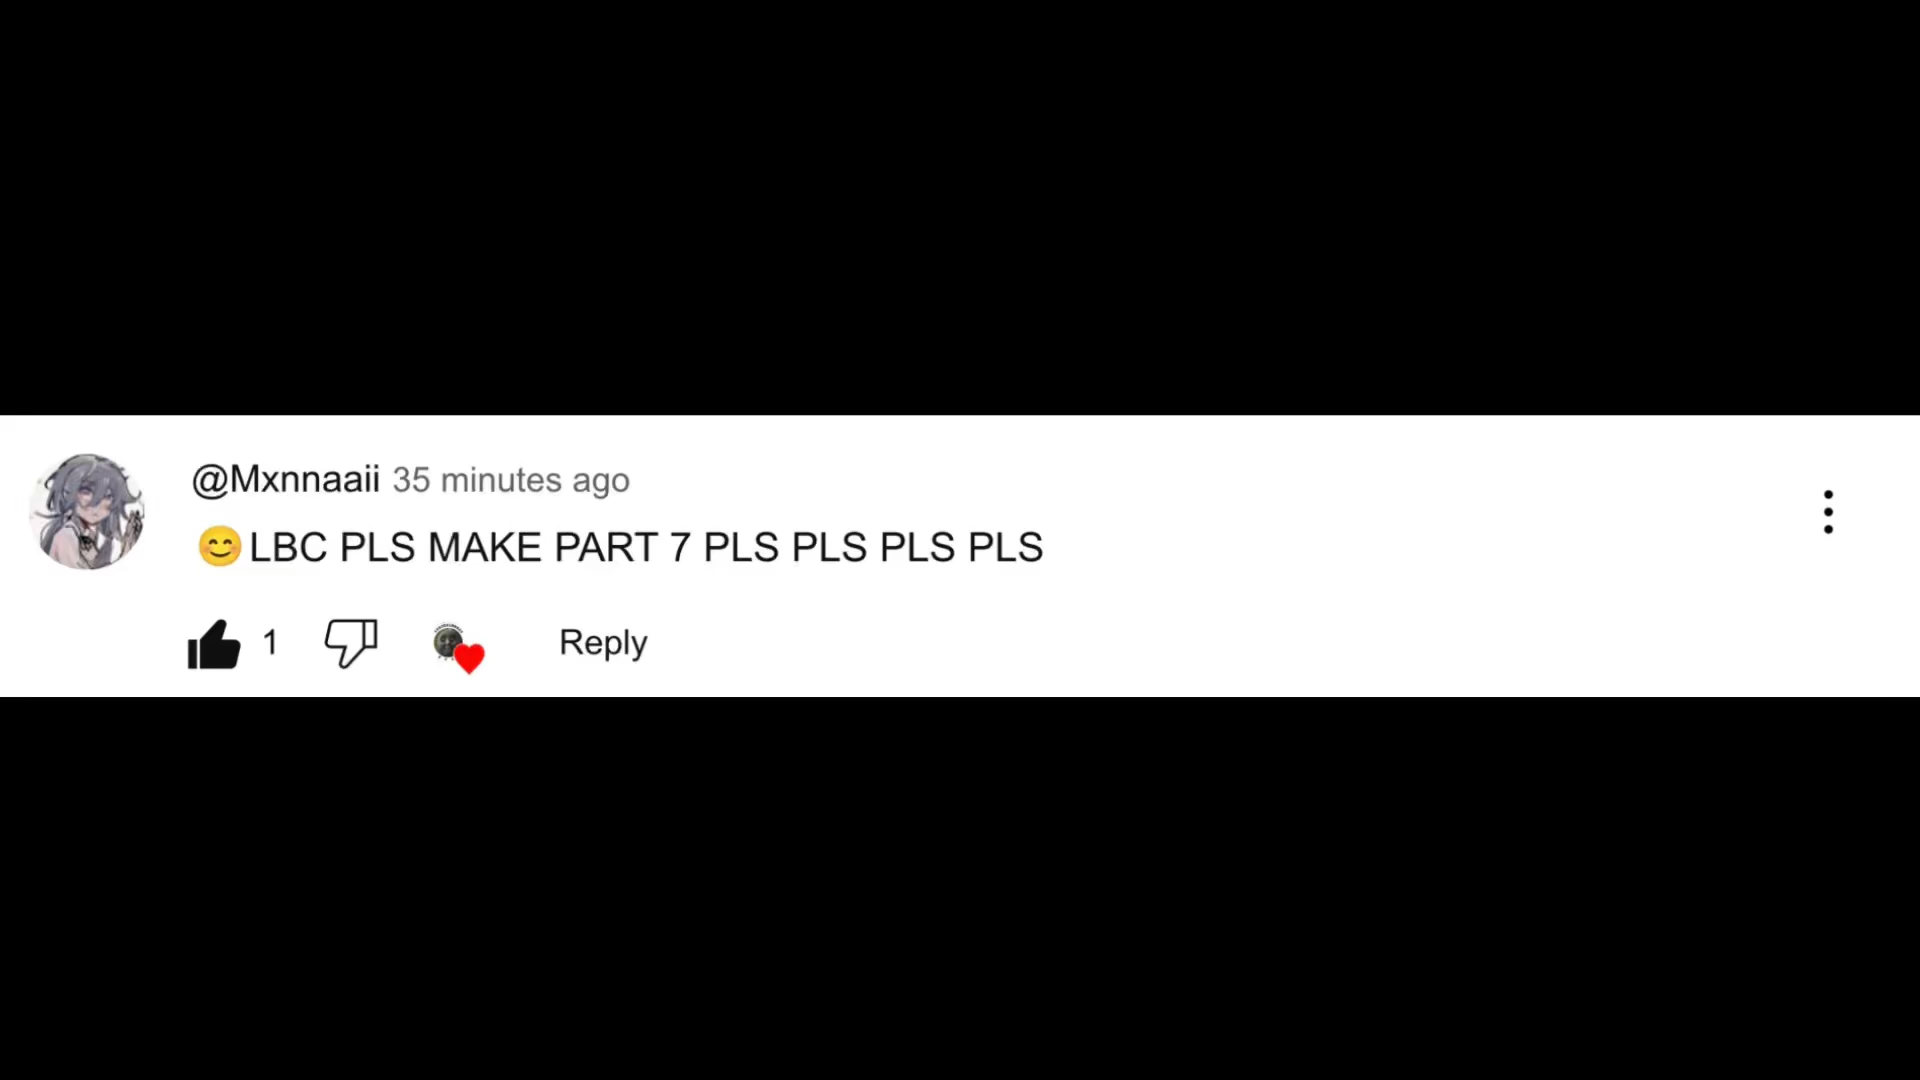 @Mxnnaaii 35 minutes ago
😊LBC PLS MAKE PART 7 PLS PLS PLS PLS
1 Reply